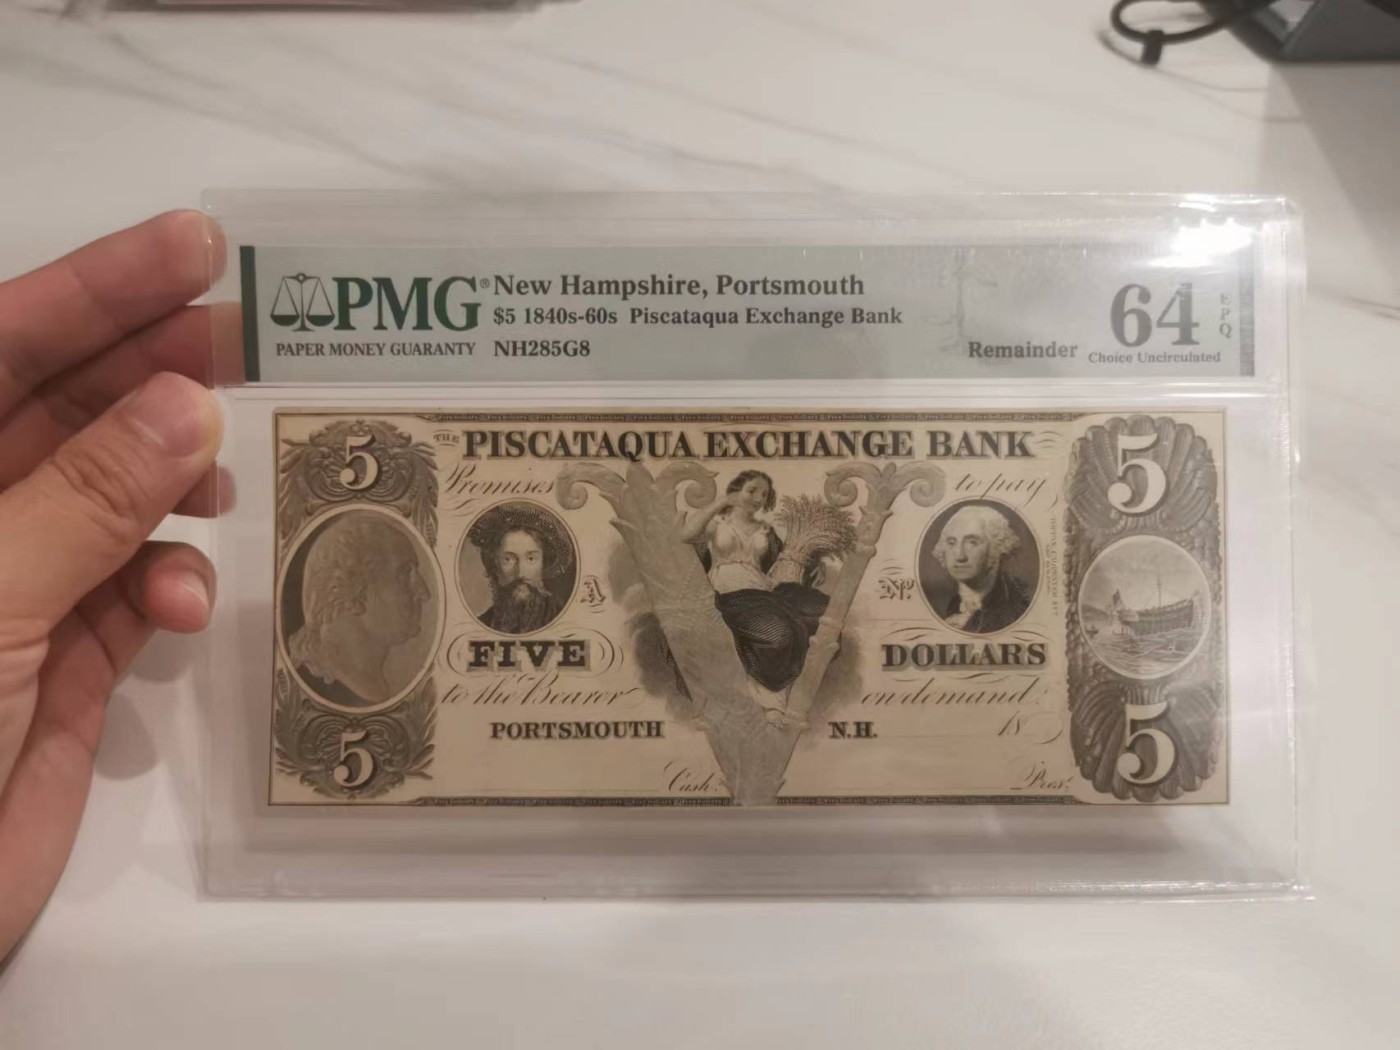 PMG®
PAPER MONEY GUARANTY
New Hampshire, Portsmouth
$5 1840s-60s Piscataqua Exchange Bank
NH285G8
Remainder
64
EPQ
Choice Uncirculated
5
THE PISCATAQUA EXCHANGE BANK
5
Promises to pay
A
No.
FIVE
DOLLARS
to the Bearer on demand
PORTSMOUTH
N.H.
18
5
Cash.
Pres.
5